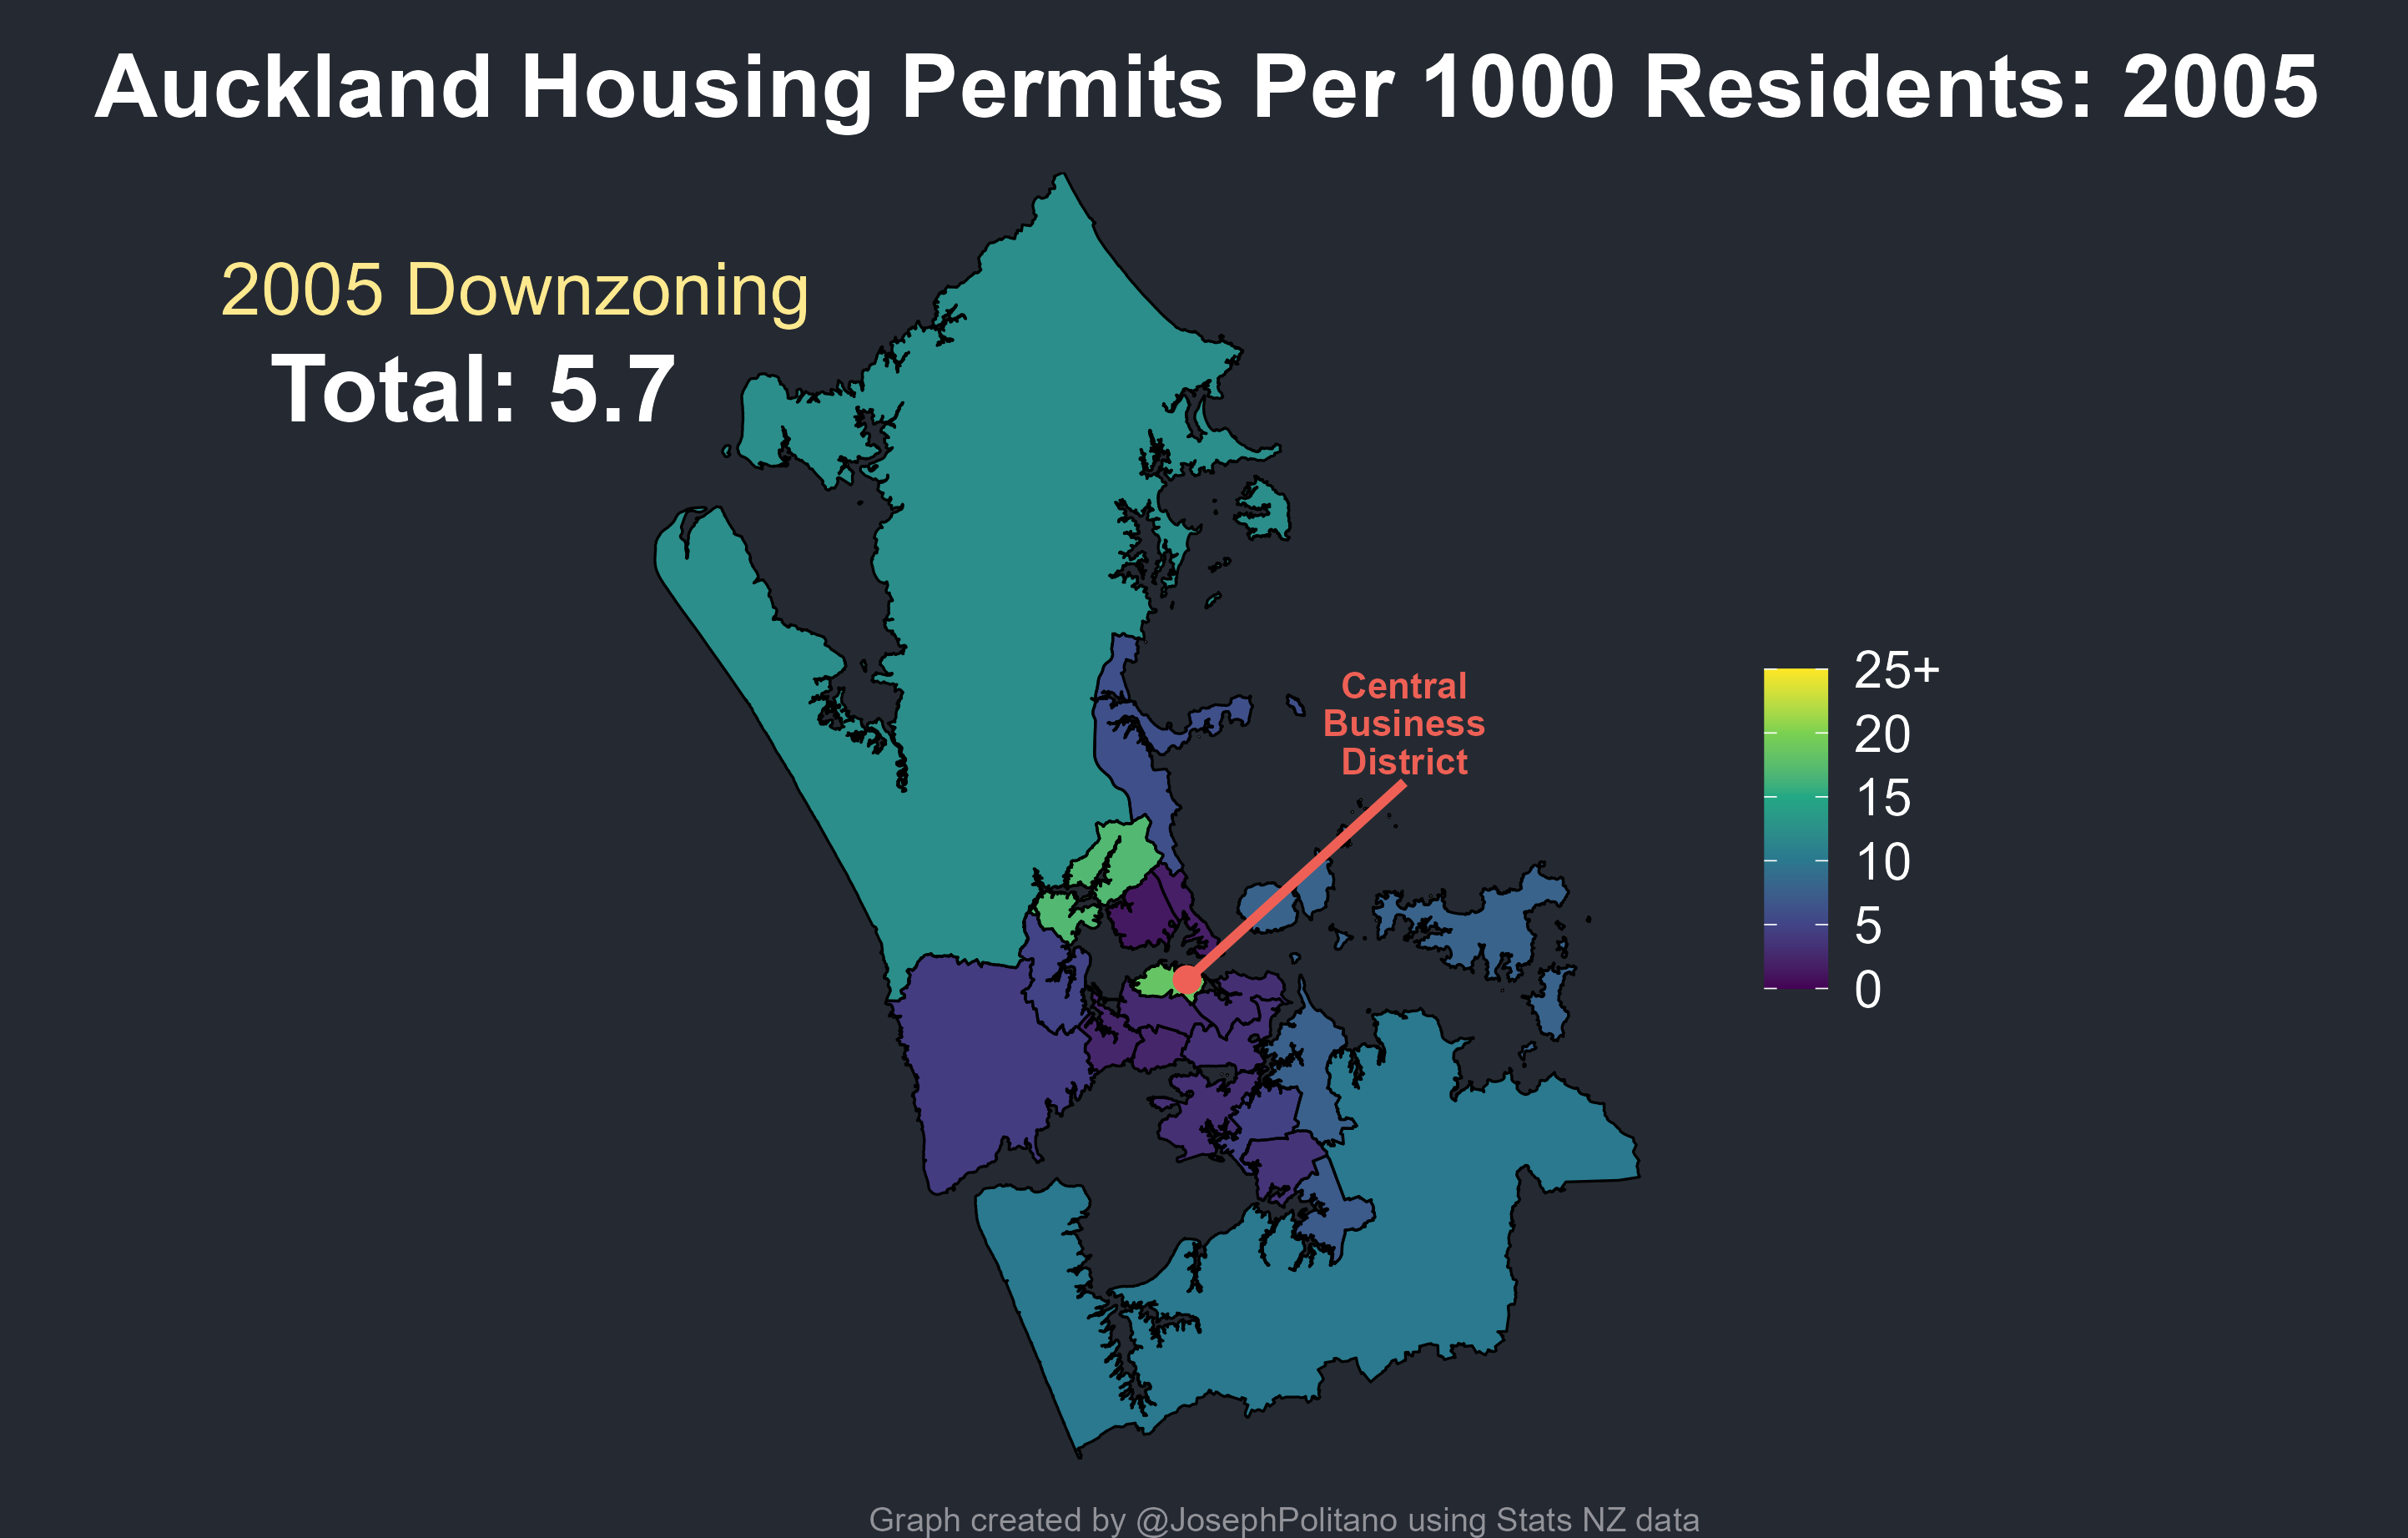 Auckland Housing Permits Per 1000 Residents: 2005
2005 Downzoning
Total: 5.7
Central
Business
District
25+
20
15
10
5
0
Graph created by @JosephPolitano using Stats NZ data